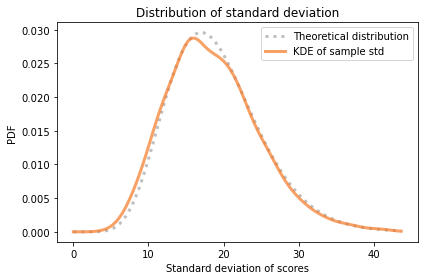 Distribution of standard deviation
Theoretical distribution
KDE of sample std
PDF
0.030
0.025
0.020
0.015
0.010
0.005
0.000
0 10 20 30 40
Standard deviation of scores